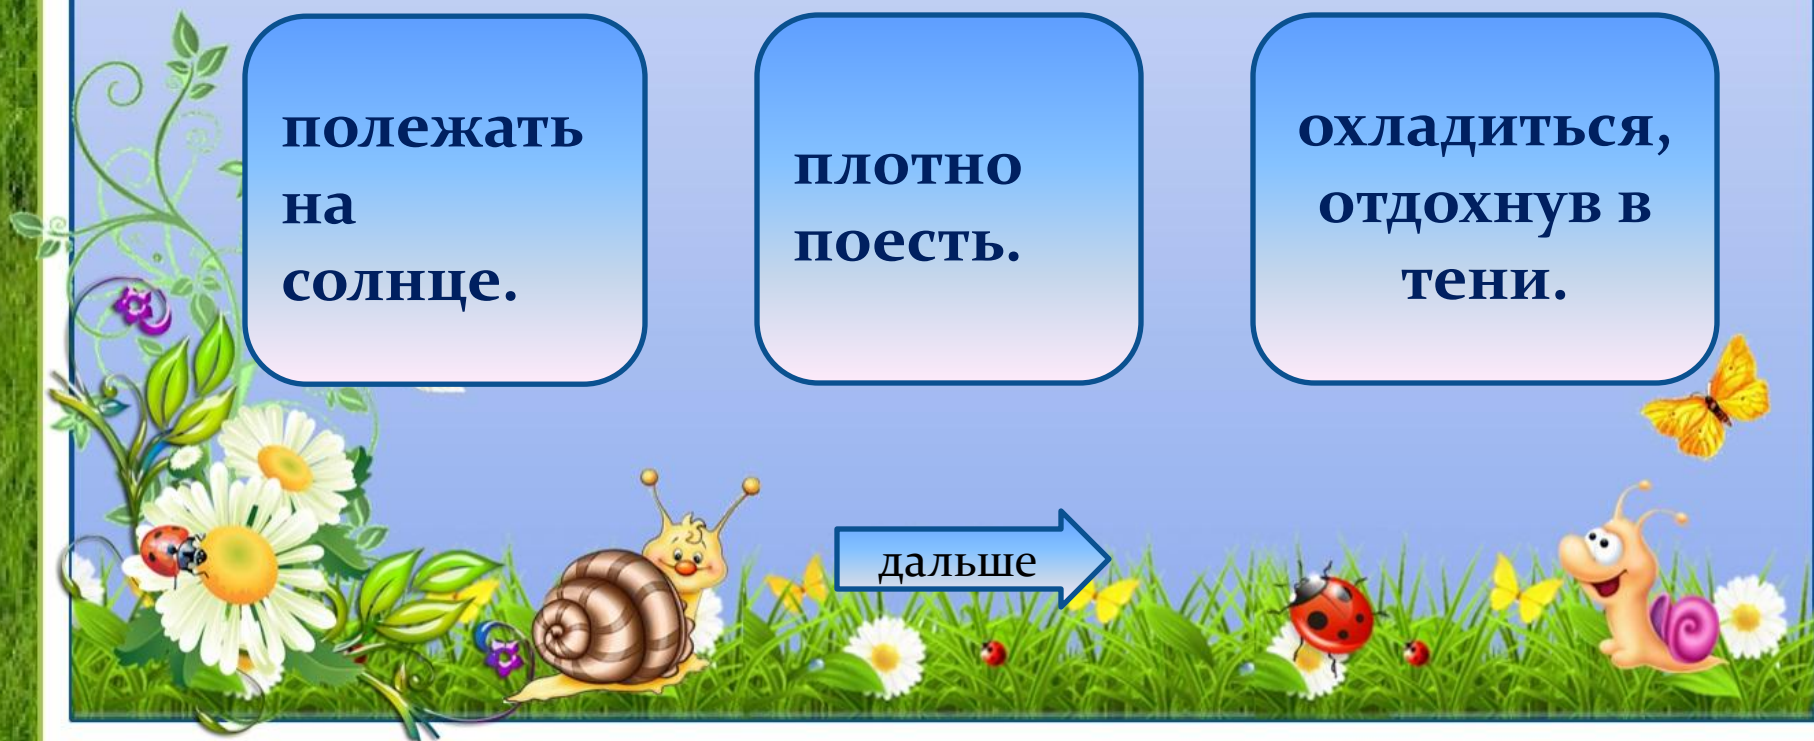 полежать
на
солнце.
плотно
поесть.
охладиться,
отдохнув в
тени.
дальше